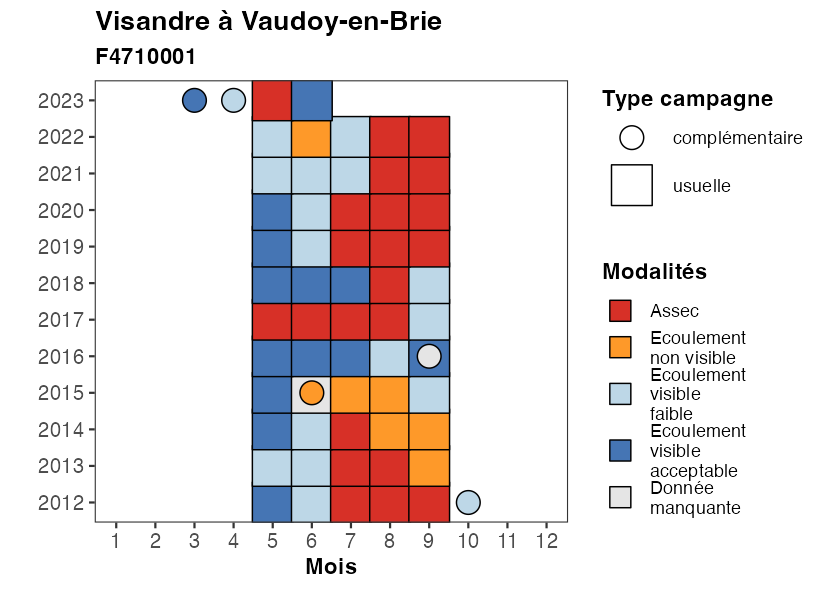 Visandre à Vaudoy-en-Brie
F4710001
2023
2022
2021
2020
2019
2018
2017
2016
2015
2014
2013
2012
1 2 3 4 5 6 7 8 9 10 11 12
Mois
Type campagne
complémentaire
usuelle
Modalités
Assec
Ecoulement
non visible
Ecoulement
visible
faible
Ecoulement
visible
acceptable
Donnée
manquante